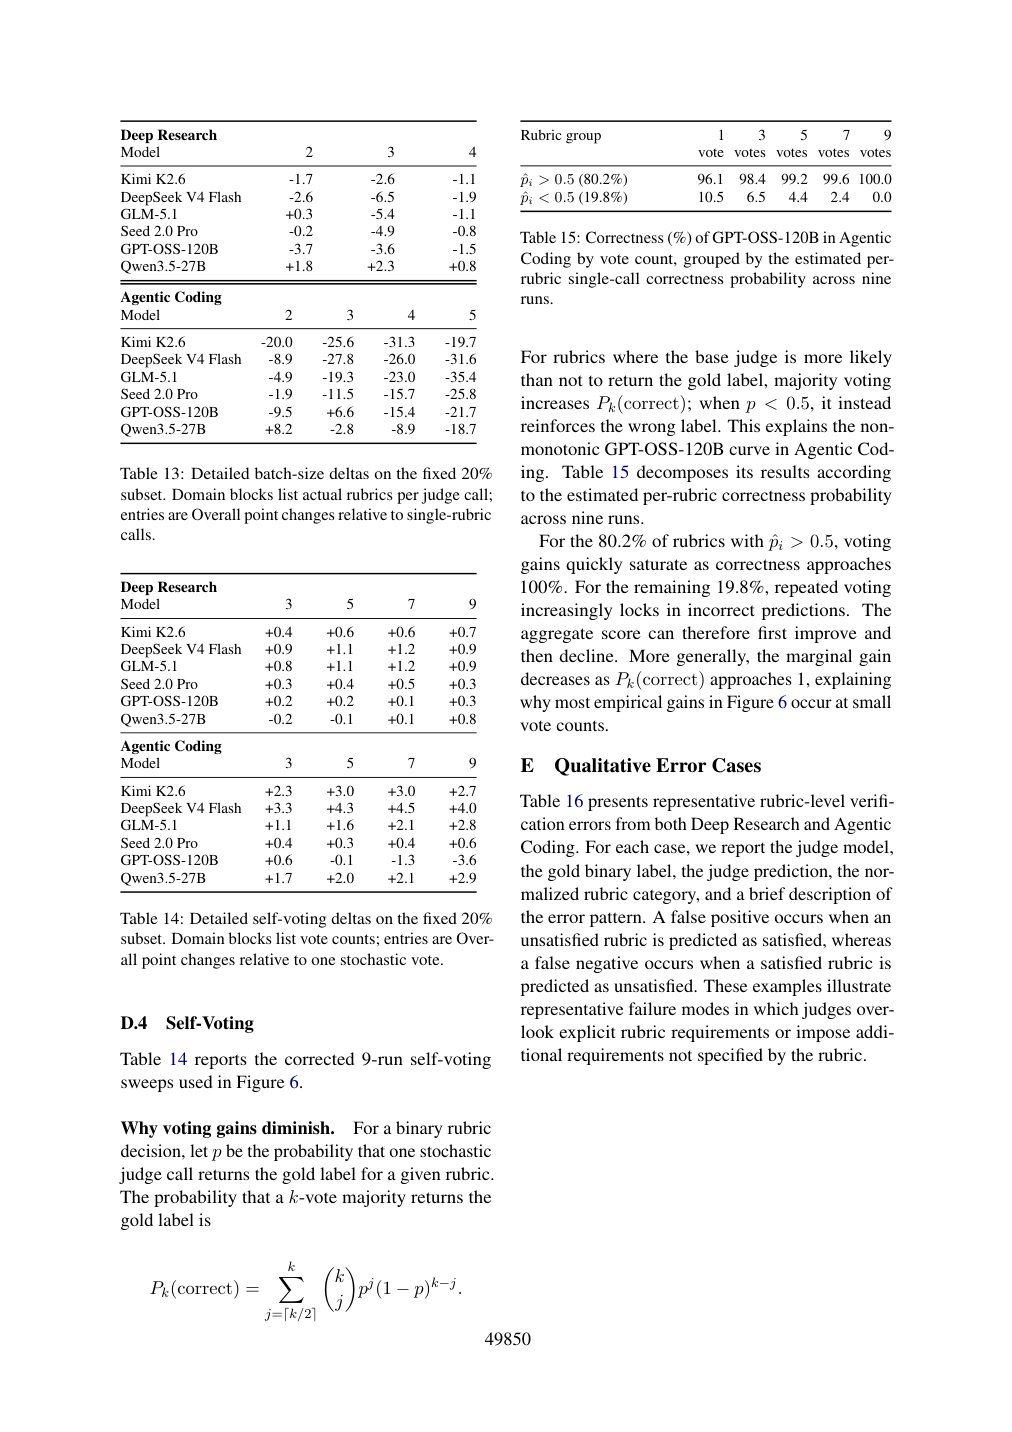 Deep Research
Model 2 3 4
Kimi K2.6 -1.7 -2.6 -1.1
DeepSeek V4 Flash -2.6 -6.5 -1.9
GLM-5.1 +0.3 -5.4 -1.1
Seed 2.0 Pro -0.2 -4.9 -0.8
GPT-OSS-120B -3.7 -3.6 -1.5
Qwen3.5-27B +1.8 +2.3 +0.8
Agentic Coding
Model 2 3 4 5
Kimi K2.6 -20.0 -25.6 -31.3 -19.7
DeepSeek V4 Flash -8.9 -27.8 -26.0 -31.6
GLM-5.1 -4.9 -19.3 -23.0 -35.4
Seed 2.0 Pro -1.9 -11.5 -15.7 -25.8
GPT-OSS-120B -9.5 +6.6 -15.4 -21.7
Qwen3.5-27B +8.2 -2.8 -8.9 -18.7
Table 13: Detailed batch-size deltas on the fixed 20%
subset. Domain blocks list actual rubrics per judge call;
entries are Overall point changes relative to single-rubric
calls.
Deep Research
Model 3 5 7 9
Kimi K2.6 +0.4 +0.6 +0.6 +0.7
DeepSeek V4 Flash +0.9 +1.1 +1.2 +0.9
GLM-5.1 +0.8 +1.1 +1.2 +0.9
Seed 2.0 Pro +0.3 +0.4 +0.5 +0.3
GPT-OSS-120B +0.2 +0.2 +0.1 +0.3
Qwen3.5-27B -0.2 -0.1 +0.1 +0.8
Agentic Coding
Model 3 5 7 9
Kimi K2.6 +2.3 +3.0 +3.0 +2.7
DeepSeek V4 Flash +3.3 +4.3 +4.5 +4.0
GLM-5.1 +1.1 +1.6 +2.1 +2.8
Seed 2.0 Pro +0.4 +0.3 +0.4 +0.6
GPT-OSS-120B +0.6 -0.1 -1.3 -3.6
Qwen3.5-27B +1.7 +2.0 +2.1 +2.9
Table 14: Detailed self-voting deltas on the fixed 20%
subset. Domain blocks list vote counts; entries are Over-
all point changes relative to one stochastic vote.
D.4 Self-Voting
Table 14 reports the corrected 9-run self-voting
sweeps used in Figure 6.
Why voting gains diminish. For a binary rubric
decision, let p be the probability that one stochastic
judge call returns the gold label for a given rubric.
The probability that a k-vote majority returns the
gold label is
P_k(correct) = \sum_{j=⌈k/2⌉}^{k} \binom{k}{j} p^j (1 − p)^{k−j}.
Rubric group 1 3 5 7 9
vote votes votes votes votes
p̂_i > 0.5 (80.2%) 96.1 98.4 99.2 99.6 100.0
p̂_i < 0.5 (19.8%) 10.5 6.5 4.4 2.4 0.0
Table 15: Correctness (%) of GPT-OSS-120B in Agentic
Coding by vote count, grouped by the estimated per-
rubric single-call correctness probability across nine
runs.
For rubrics where the base judge is more likely
than not to return the gold label, majority voting
increases P_k(correct); when p < 0.5, it instead
reinforces the wrong label. This explains the non-
monotonic GPT-OSS-120B curve in Agentic Cod-
ing. Table 15 decomposes its results according
to the estimated per-rubric correctness probability
across nine runs.
For the 80.2% of rubrics with p̂_i > 0.5, voting
gains quickly saturate as correctness approaches
100%. For the remaining 19.8%, repeated voting
increasingly locks in incorrect predictions. The
aggregate score can therefore first improve and
then decline. More generally, the marginal gain
decreases as P_k(correct) approaches 1, explaining
why most empirical gains in Figure 6 occur at small
vote counts.
E Qualitative Error Cases
Table 16 presents representative rubric-level verifi-
cation errors from both Deep Research and Agentic
Coding. For each case, we report the judge model,
the gold binary label, the judge prediction, the nor-
malized rubric category, and a brief description of
the error pattern. A false positive occurs when an
unsatisfied rubric is predicted as satisfied, whereas
a false negative occurs when a satisfied rubric is
predicted as unsatisfied. These examples illustrate
representative failure modes in which judges over-
look explicit rubric requirements or impose addi-
tional requirements not specified by the rubric.
49850